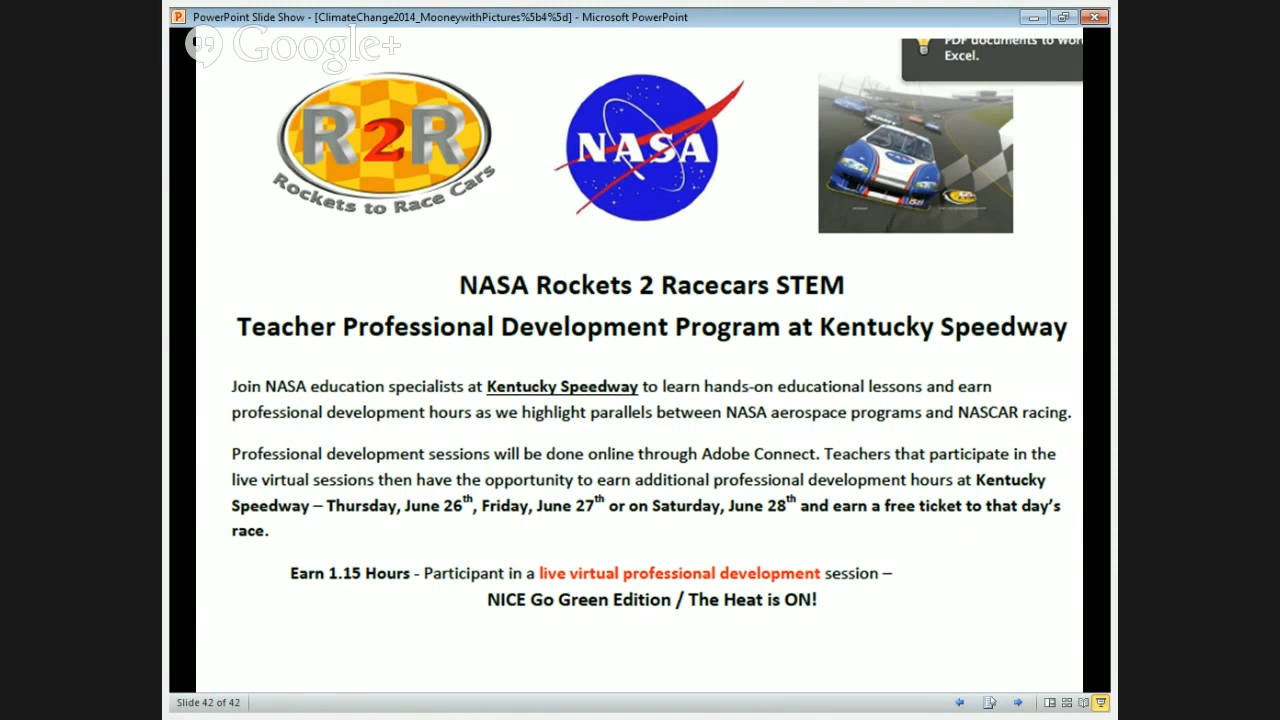 PowerPoint Slide Show - [ClimateChange2014_MooneywithPictures%5b4%5d] - Microsoft PowerPoint
Google+
PDF documents to Word
Excel.
R2R
Rockets to Race Cars
NASA
NASA Rockets 2 Racecars STEM
Teacher Professional Development Program at Kentucky Speedway
Join NASA education specialists at Kentucky Speedway to learn hands-on educational lessons and earn
professional development hours as we highlight parallels between NASA aerospace programs and NASCAR racing.
Professional development sessions will be done online through Adobe Connect. Teachers that participate in the
live virtual sessions then have the opportunity to earn additional professional development hours at Kentucky
Speedway – Thursday, June 26th, Friday, June 27th or on Saturday, June 28th and earn a free ticket to that day's
race.
Earn 1.15 Hours - Participant in a live virtual professional development session –
NICE Go Green Edition / The Heat is ON!
Slide 42 of 42